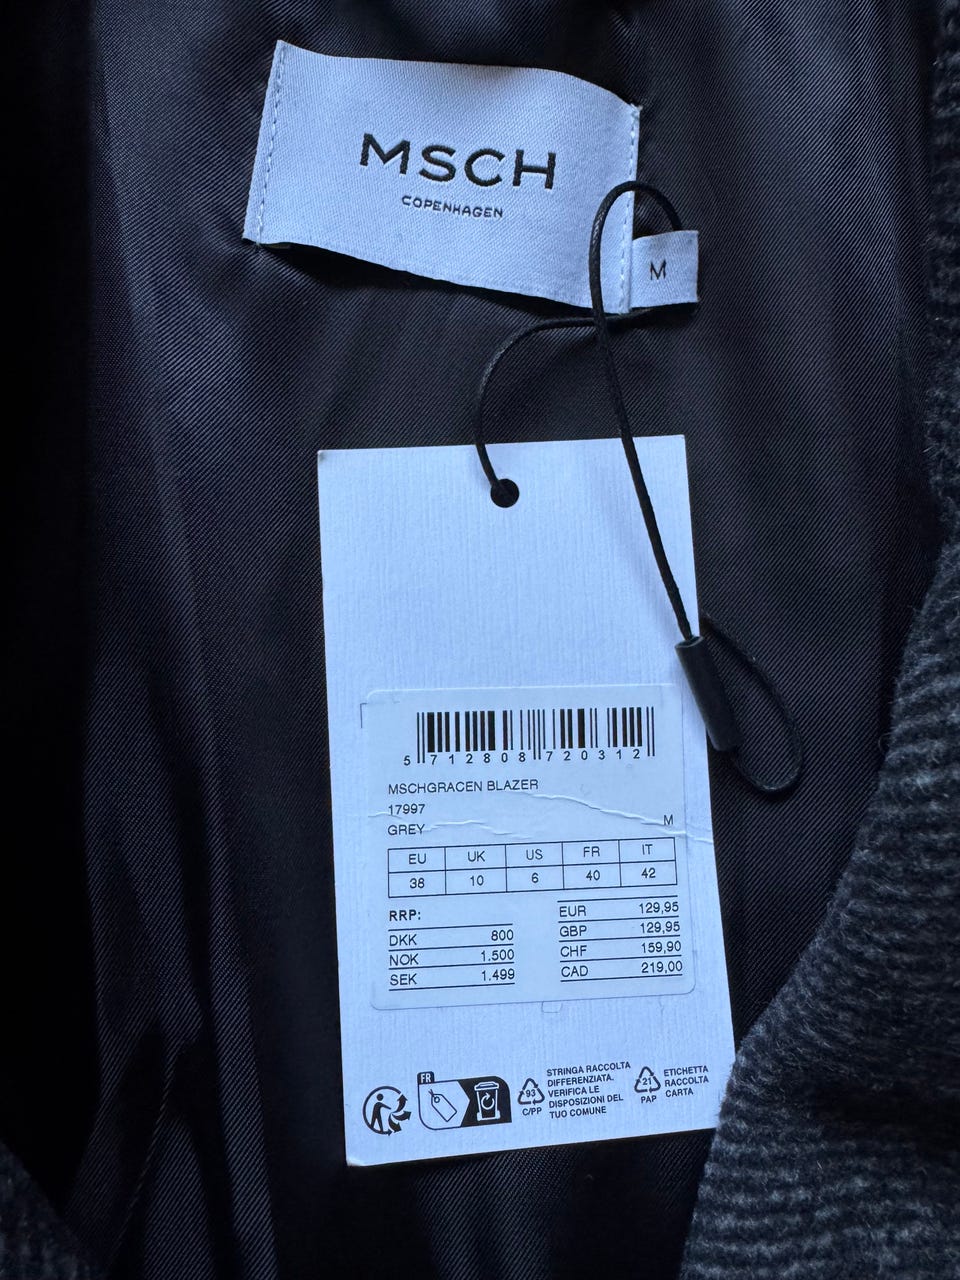 MSCH
COPENHAGEN
M
5 712808 720312
MSCHGRACEN BLAZER
17997
GREY M
EU UK US FR IT
38 10 6 40 42
RRP:
DKK 800
NOK 1.500
SEK 1.499
EUR 129,95
GBP 129,95
CHF 159,90
CAD 219,00
FR
93
C/PP
STRINGA RACCOLTA
DIFFERENZIATA.
VERIFICA LE
DISPOSIZIONI DEL
TUO COMUNE
21
PAP
ETICHETTA
RACCOLTA
CARTA